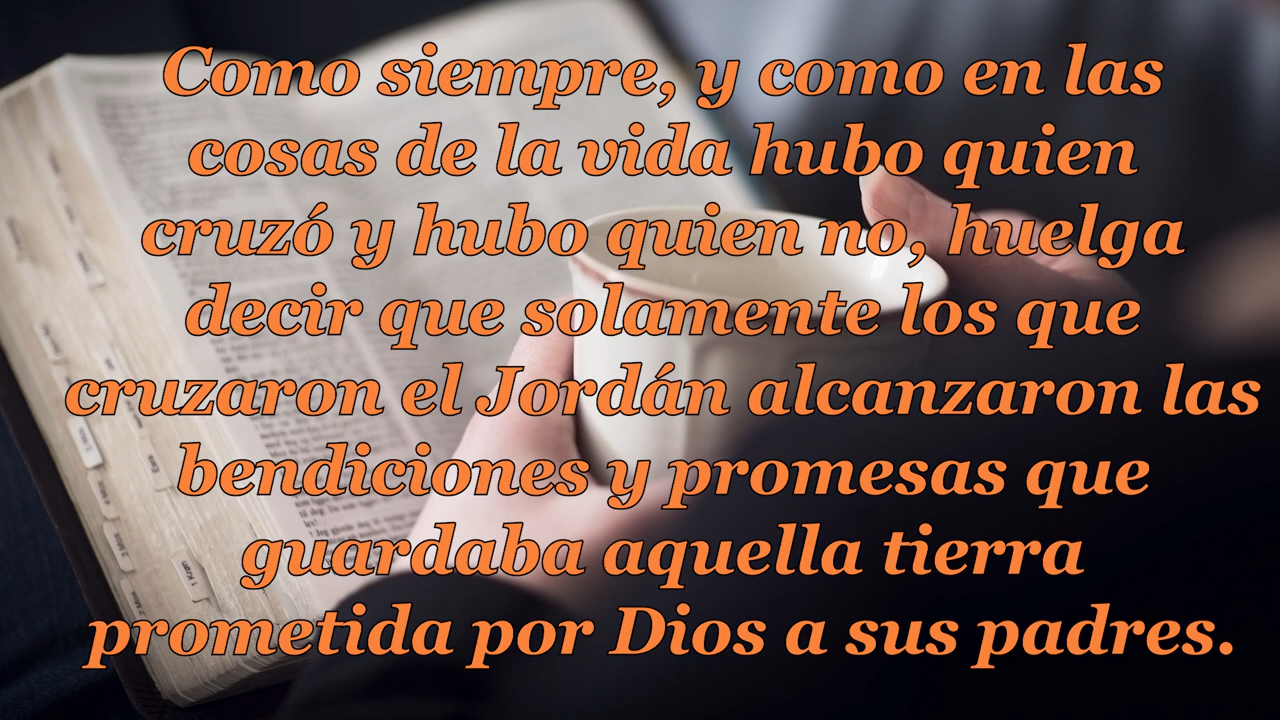 Como siempre, y como en las
cosas de la vida hubo quien
cruzó y hubo quien no, huelga
decir que solamente los que
cruzaron el Jordán alcanzaron las
bendiciones y promesas que
guardaba aquella tierra
prometida por Dios a sus padres.